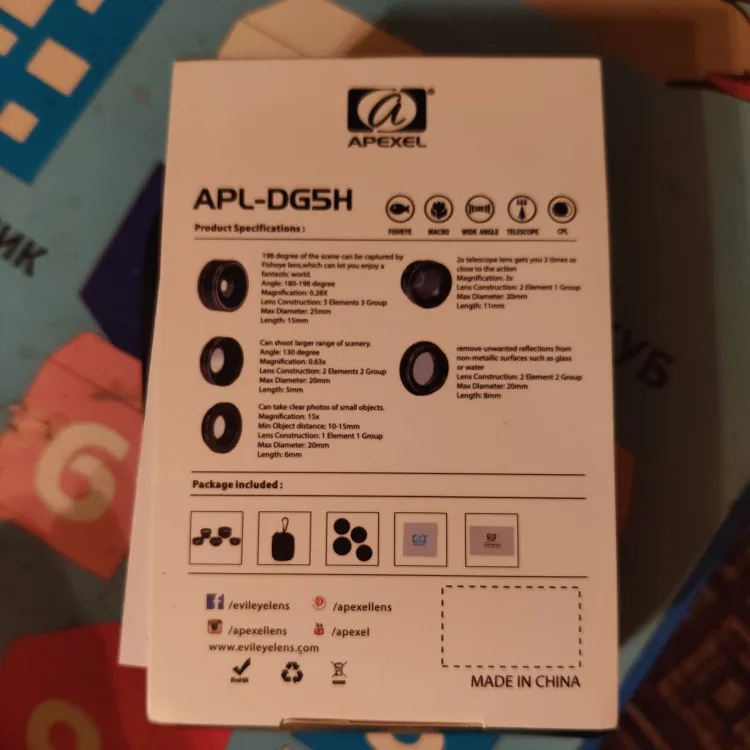 a
APEXEL
APL-DG5H
FISHEYE
MACRO
WIDE ANGLE
TELESCOPE
CPL
Product Specifications :
198 degree of the scene can be captured by
Fisheye lens,which can let you enjoy a
fantastic world.
Angle: 180-198 degree
Magnification: 0.28X
Lens Construction: 3 Elements 3 Group
Max Diameter: 25mm
Length: 15mm
Can shoot larger range of scenery.
Angle: 130 degree
Magnification: 0.63x
Lens Construction: 2 Elements 2 Group
Max Diameter: 20mm
Length: 5mm
Can take clear photos of small objects.
Magnification: 15x
Min Object distance: 10-15mm
Lens Construction: 1 Element 1 Group
Max Diameter: 20mm
Length: 6mm
2x telescope lens gets you 2 times as
close to the action
Magnification: 2x
Lens Construction: 2 Element 1 Group
Max Diameter: 20mm
Length: 11mm
remove unwanted reflections from
non-metallic surfaces such as glass
or water
Lens Construction: 2 Element 2 Group
Max Diameter: 20mm
Length: 8mm
Package included :
/evileyelens
/apexellens
/apexellens
/apexel
www.evileyelens.com
RoHS
MADE IN CHINA
ИК
УБ
6